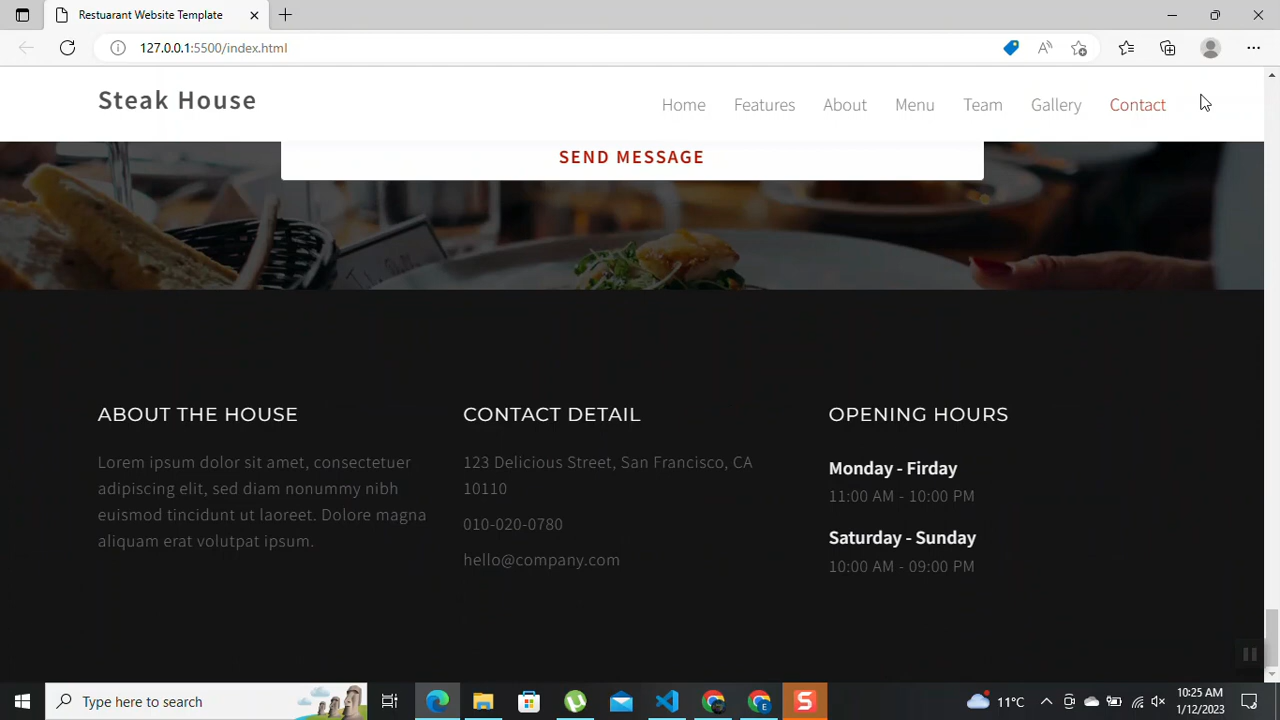 Restuarant Website Template
127.0.0.1:5500/index.html
Steak House
Home Features About Menu Team Gallery Contact
SEND MESSAGE
ABOUT THE HOUSE
Lorem ipsum dolor sit amet, consectetuer
adipiscing elit, sed diam nonummy nibh
euismod tincidunt ut laoreet. Dolore magna
aliquam erat volutpat ipsum.
CONTACT DETAIL
123 Delicious Street, San Francisco, CA
10110
010-020-0780
hello@company.com
OPENING HOURS
Monday - Firday
11:00 AM - 10:00 PM
Saturday - Sunday
10:00 AM - 09:00 PM
Type here to search
11°C
10:25 AM
1/12/2023